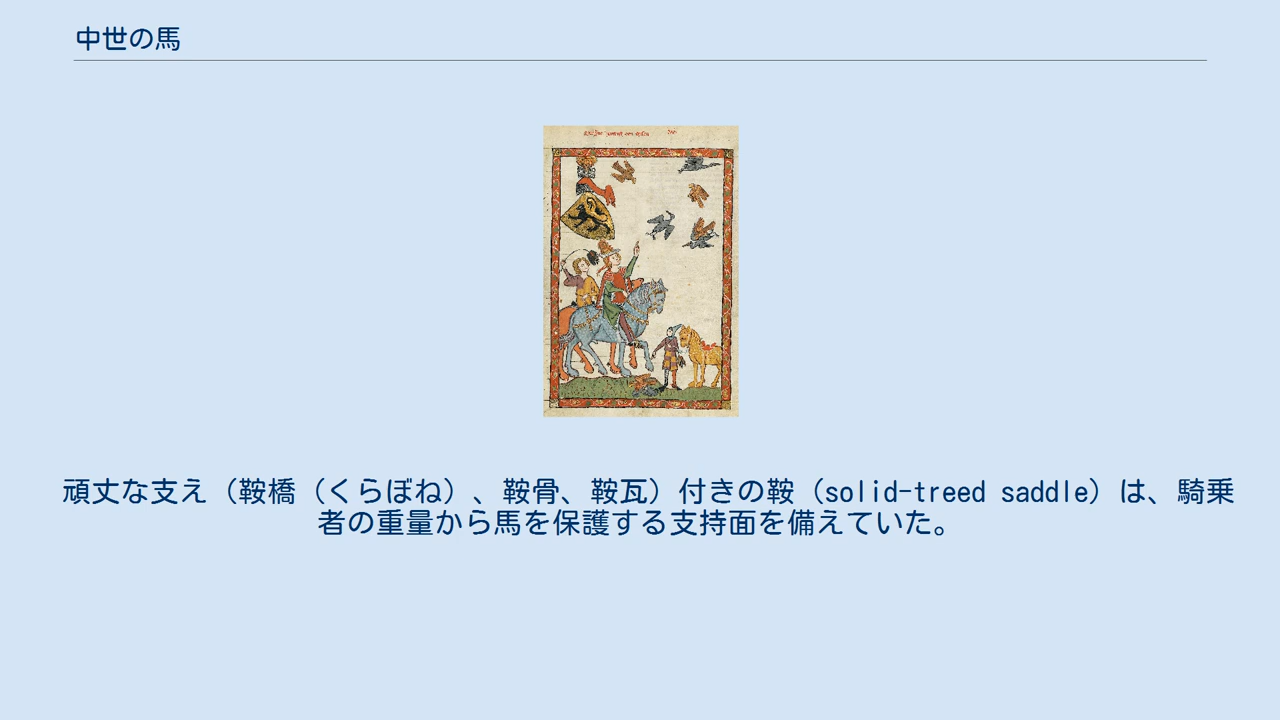 中世の馬
頑丈な支え（鞍橋（くらぼね）、鞍骨、鞍瓦）付きの鞍（solid-treed saddle）は、騎乗
者の重量から馬を保護する支持面を備えていた。